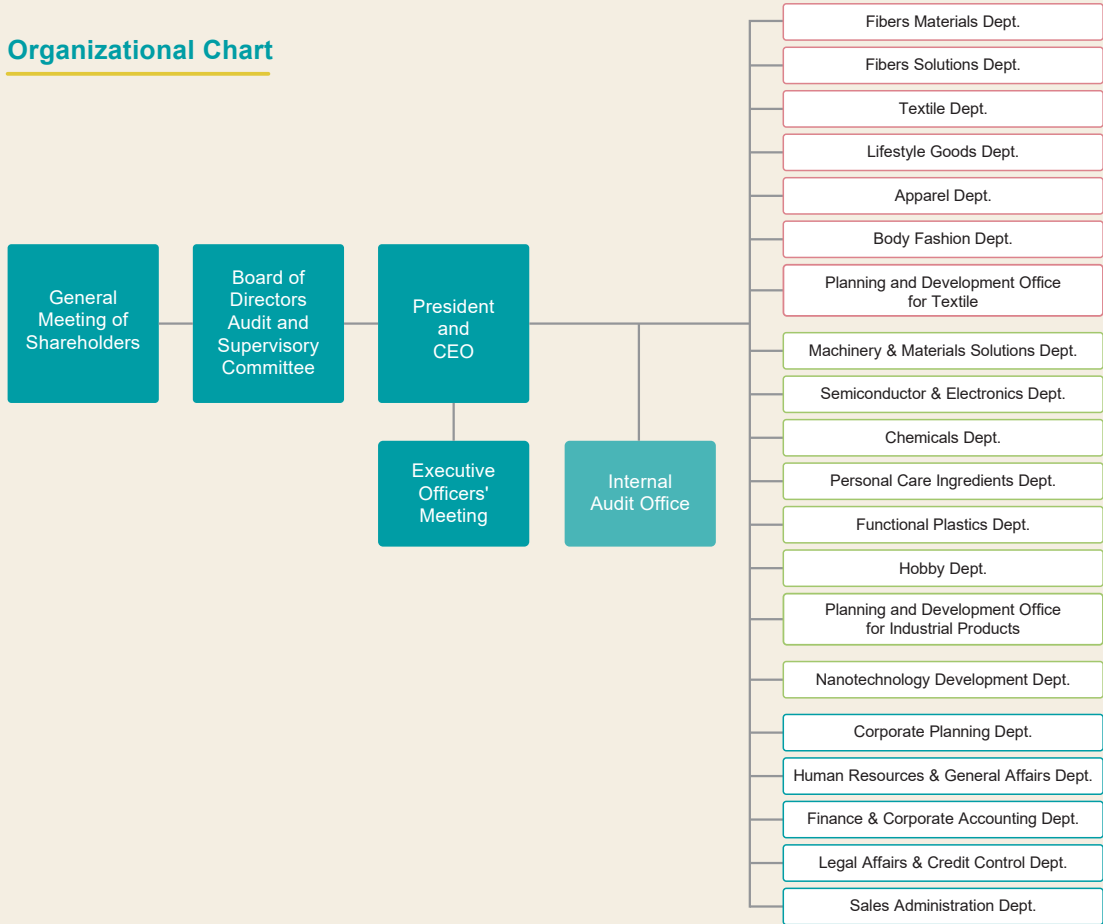 Organizational Chart
General
Meeting of
Shareholders
Board of
Directors
Audit and
Supervisory
Committee
President
and
CEO
Executive
Officers'
Meeting
Internal
Audit Office
Fibers Materials Dept.
Fibers Solutions Dept.
Textile Dept.
Lifestyle Goods Dept.
Apparel Dept.
Body Fashion Dept.
Planning and Development Office
for Textile
Machinery & Materials Solutions Dept.
Semiconductor & Electronics Dept.
Chemicals Dept.
Personal Care Ingredients Dept.
Functional Plastics Dept.
Hobby Dept.
Planning and Development Office
for Industrial Products
Nanotechnology Development Dept.
Corporate Planning Dept.
Human Resources & General Affairs Dept.
Finance & Corporate Accounting Dept.
Legal Affairs & Credit Control Dept.
Sales Administration Dept.